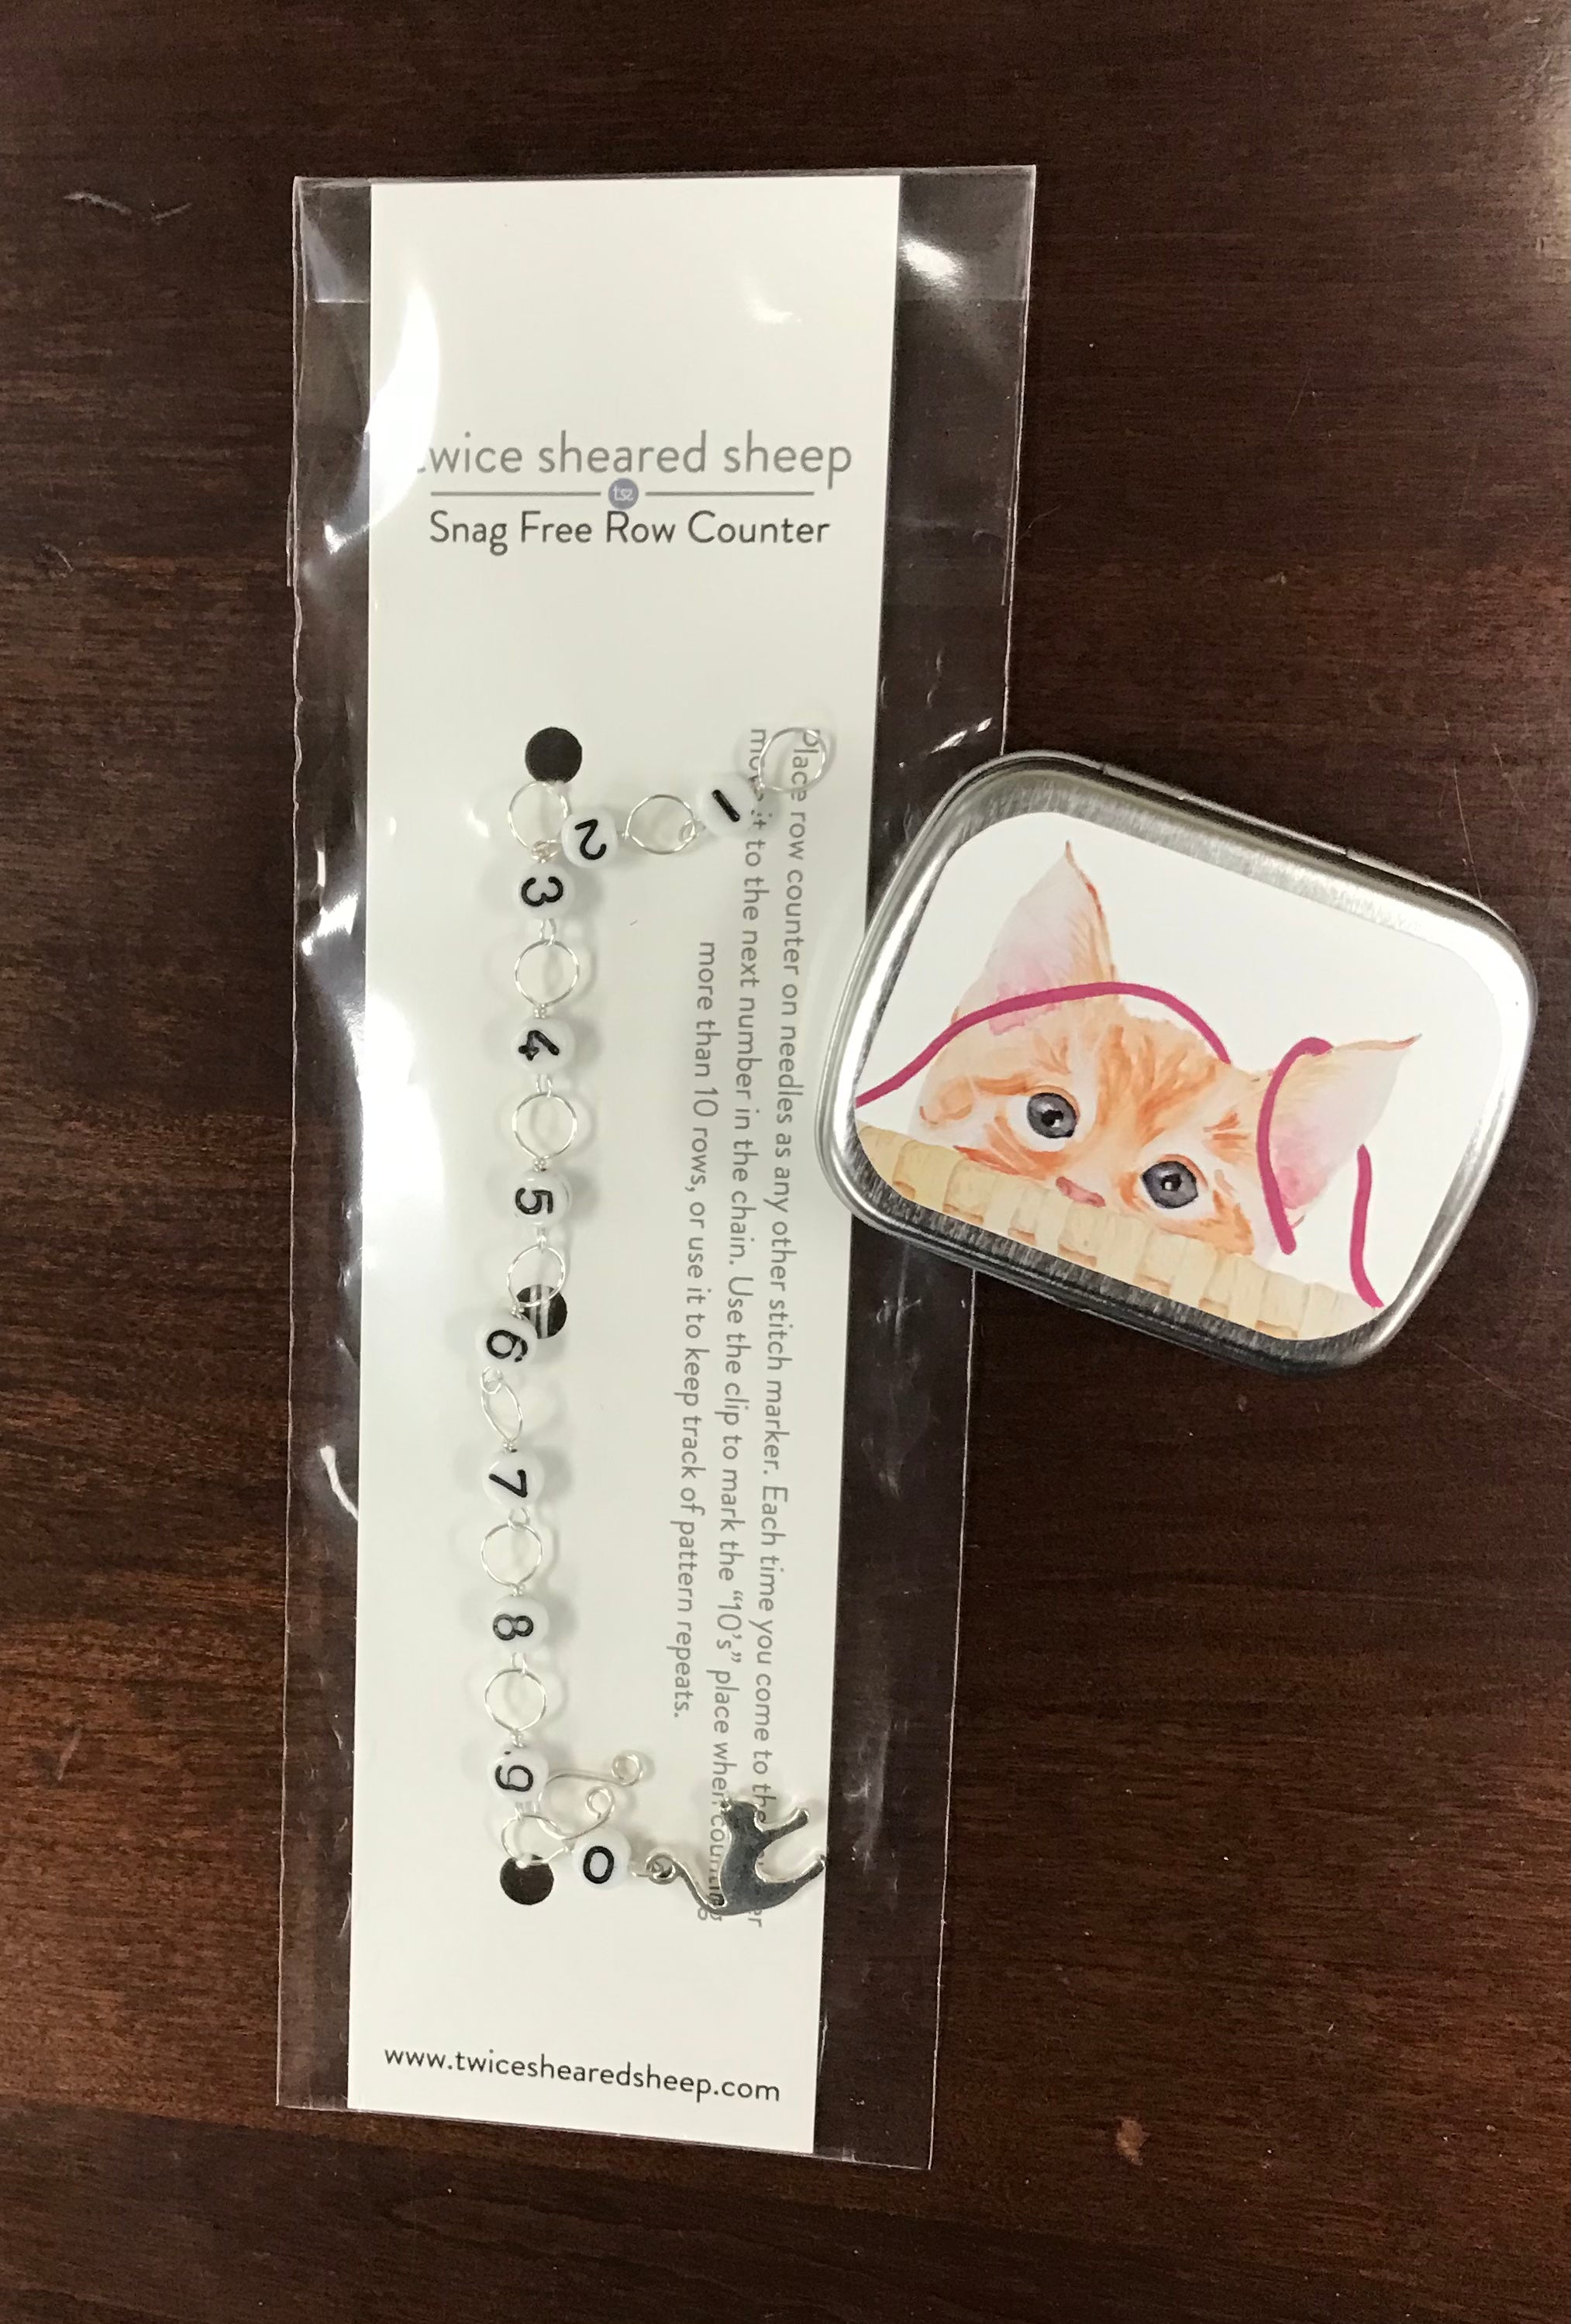 twice sheared sheep
tss
Snag Free Row Counter
Place row counter on needles as any other stitch marker. Each time you come to the
move it to the next number in the chain. Use the clip to mark the "10's" place when counting
more than 10 rows, or use it to keep track of pattern repeats.
1
2
3
4
5
6
7
8
9
0
www.twiceshearedsheep.com